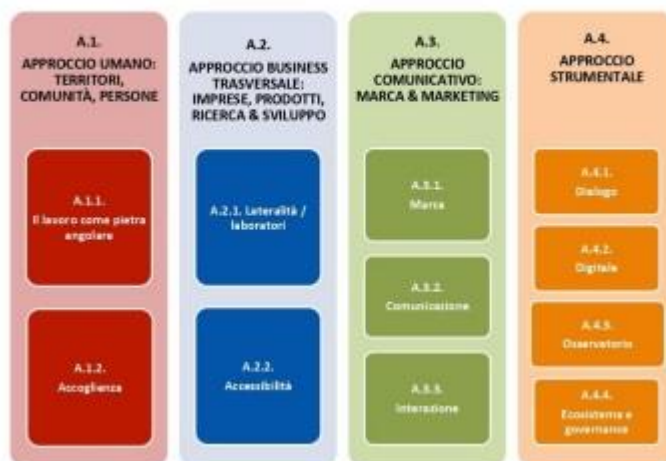 A.1.
APPROCCIO UMANO:
TERRITORI,
COMUNITÀ, PERSONE
A.1.1.
Il lavoro come pietra
angolare
A.1.2.
Accoglienza
A.2.
APPROCCIO BUSINESS
TRASVERSALE:
IMPRESE, PRODOTTI,
RICERCA & SVILUPPO
A.2.1. Lateralità /
laboratori
A.2.2.
Accessibilità
A.3.
APPROCCIO
COMUNICATIVO:
MARCA & MARKETING
A.3.1.
Marca
A.3.2.
Comunicazione
A.3.3.
Interazione
A.4.
APPROCCIO
STRUMENTALE
A.4.1.
Dialogo
A.4.2.
Digitale
A.4.3.
Osservatorio
A.4.4.
Ecosistema e
governance